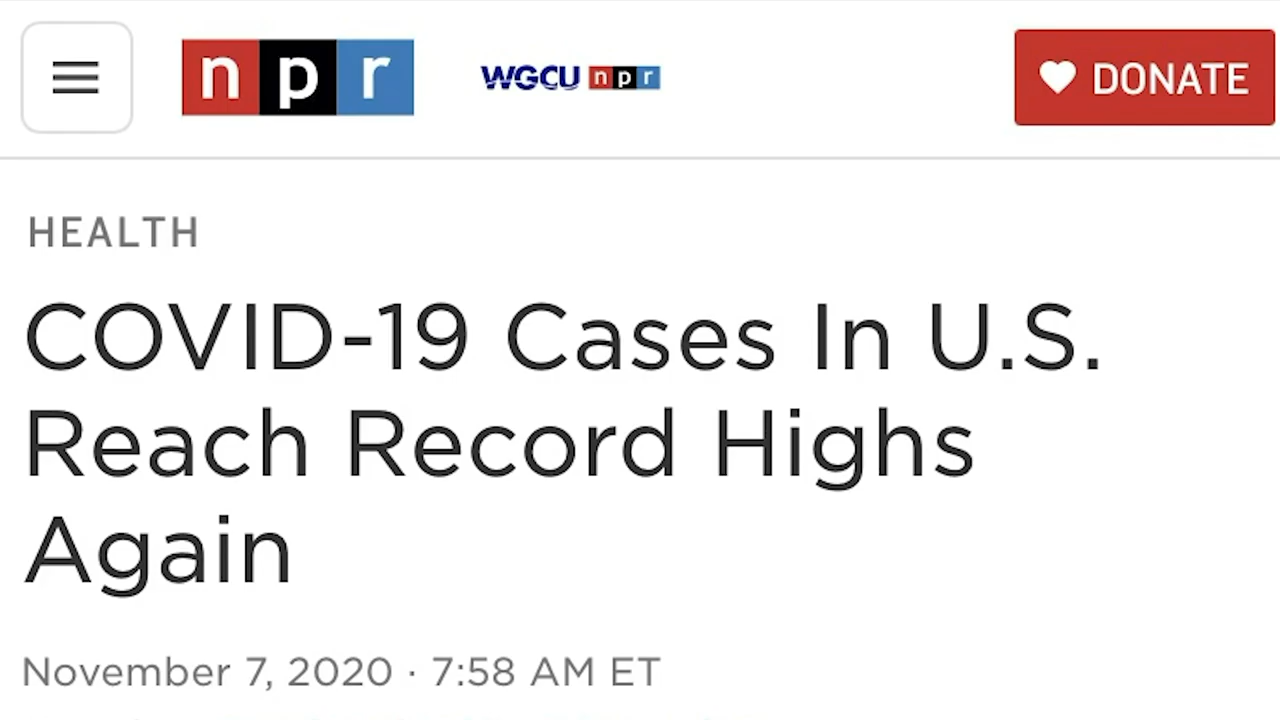 npr WGCU npr DONATE
HEALTH
COVID-19 Cases In U.S.
Reach Record Highs
Again
November 7, 2020 · 7:58 AM ET